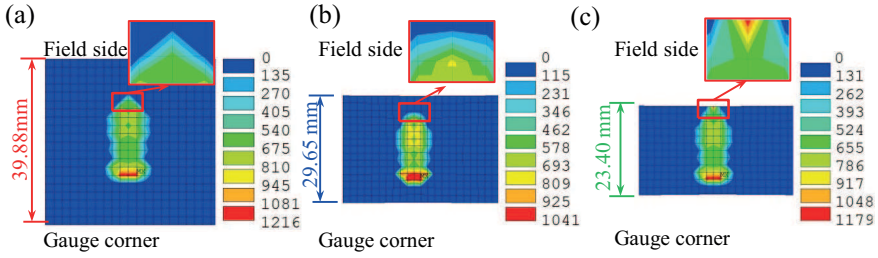 (a)
Field side
39.88mm
Gauge corner
0
135
270
405
540
675
810
945
1081
1216
(b)
Field side
29.65 mm
Gauge corner
0
115
231
346
462
578
693
809
925
1041
(c)
Field side
23.40 mm
Gauge corner
0
131
262
393
524
655
786
917
1048
1179